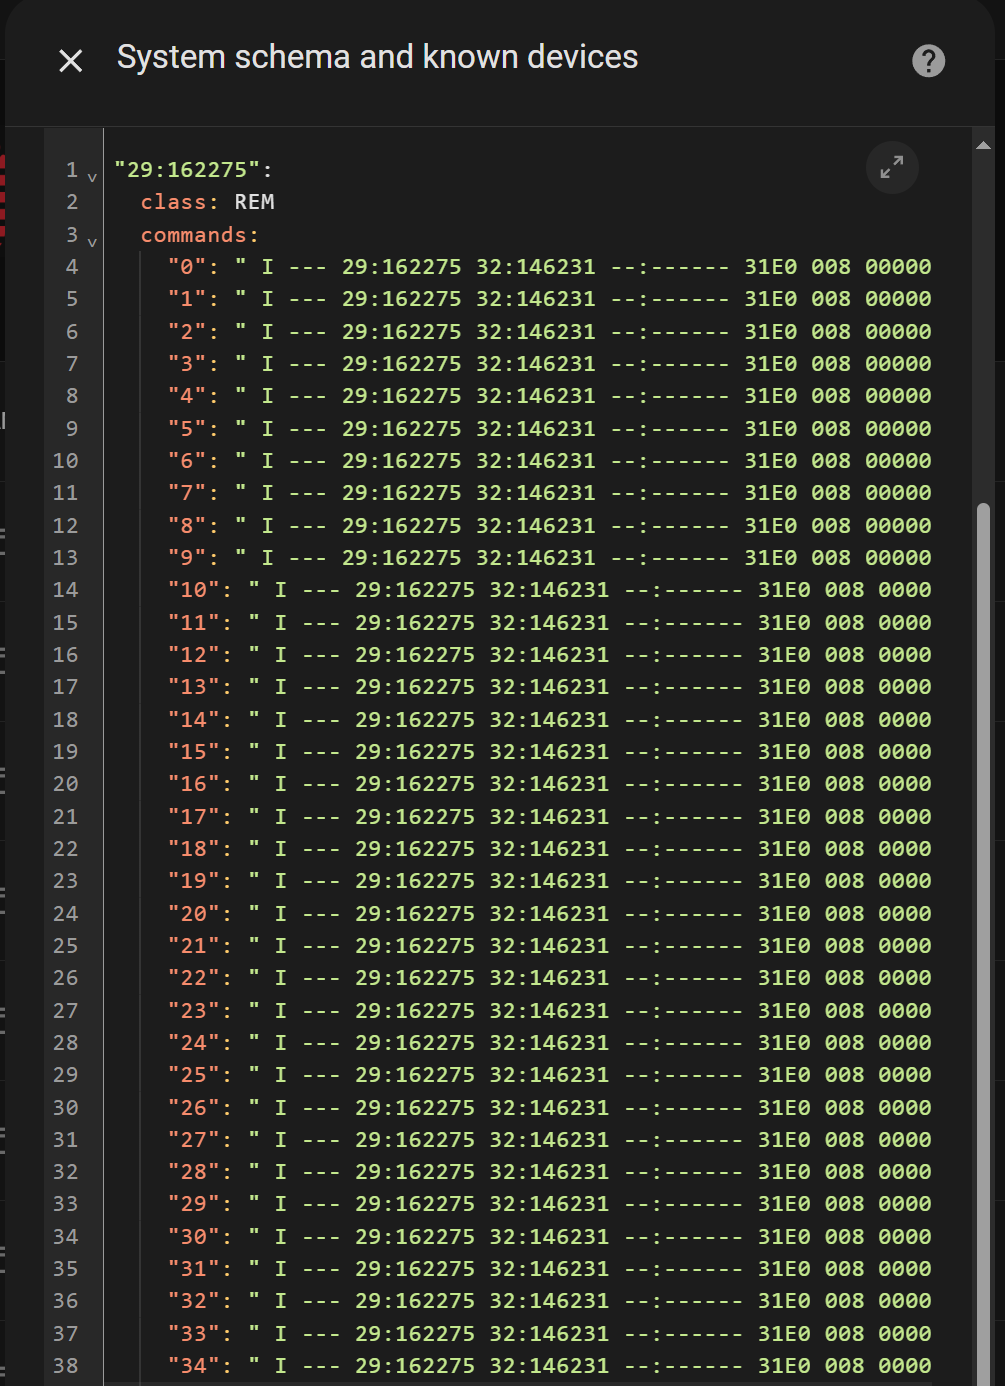 System schema and known devices
1 "29:162275":
2 class: REM
3 commands:
4 "0": " I --- 29:162275 32:146231 --:------ 31E0 008 00000
5 "1": " I --- 29:162275 32:146231 --:------ 31E0 008 00000
6 "2": " I --- 29:162275 32:146231 --:------ 31E0 008 00000
7 "3": " I --- 29:162275 32:146231 --:------ 31E0 008 00000
8 "4": " I --- 29:162275 32:146231 --:------ 31E0 008 00000
9 "5": " I --- 29:162275 32:146231 --:------ 31E0 008 00000
10 "6": " I --- 29:162275 32:146231 --:------ 31E0 008 00000
11 "7": " I --- 29:162275 32:146231 --:------ 31E0 008 00000
12 "8": " I --- 29:162275 32:146231 --:------ 31E0 008 00000
13 "9": " I --- 29:162275 32:146231 --:------ 31E0 008 00000
14 "10": " I --- 29:162275 32:146231 --:------ 31E0 008 0000
15 "11": " I --- 29:162275 32:146231 --:------ 31E0 008 0000
16 "12": " I --- 29:162275 32:146231 --:------ 31E0 008 0000
17 "13": " I --- 29:162275 32:146231 --:------ 31E0 008 0000
18 "14": " I --- 29:162275 32:146231 --:------ 31E0 008 0000
19 "15": " I --- 29:162275 32:146231 --:------ 31E0 008 0000
20 "16": " I --- 29:162275 32:146231 --:------ 31E0 008 0000
21 "17": " I --- 29:162275 32:146231 --:------ 31E0 008 0000
22 "18": " I --- 29:162275 32:146231 --:------ 31E0 008 0000
23 "19": " I --- 29:162275 32:146231 --:------ 31E0 008 0000
24 "20": " I --- 29:162275 32:146231 --:------ 31E0 008 0000
25 "21": " I --- 29:162275 32:146231 --:------ 31E0 008 0000
26 "22": " I --- 29:162275 32:146231 --:------ 31E0 008 0000
27 "23": " I --- 29:162275 32:146231 --:------ 31E0 008 0000
28 "24": " I --- 29:162275 32:146231 --:------ 31E0 008 0000
29 "25": " I --- 29:162275 32:146231 --:------ 31E0 008 0000
30 "26": " I --- 29:162275 32:146231 --:------ 31E0 008 0000
31 "27": " I --- 29:162275 32:146231 --:------ 31E0 008 0000
32 "28": " I --- 29:162275 32:146231 --:------ 31E0 008 0000
33 "29": " I --- 29:162275 32:146231 --:------ 31E0 008 0000
34 "30": " I --- 29:162275 32:146231 --:------ 31E0 008 0000
35 "31": " I --- 29:162275 32:146231 --:------ 31E0 008 0000
36 "32": " I --- 29:162275 32:146231 --:------ 31E0 008 0000
37 "33": " I --- 29:162275 32:146231 --:------ 31E0 008 0000
38 "34": " I --- 29:162275 32:146231 --:------ 31E0 008 0000